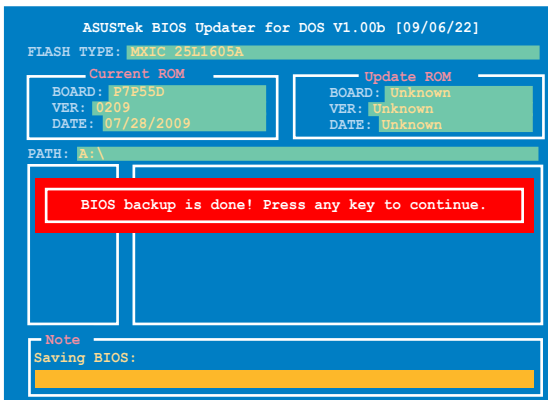 ASUSTek BIOS Updater for DOS V1.00b [09/06/22]
FLASH TYPE: MXIC 25L1605A
Current ROM
BOARD: P7P55D
VER: 0209
DATE: 07/28/2009
Update ROM
BOARD: Unknown
VER: Unknown
DATE: Unknown
PATH: A:\
BIOS backup is done! Press any key to continue.
Note
Saving BIOS: